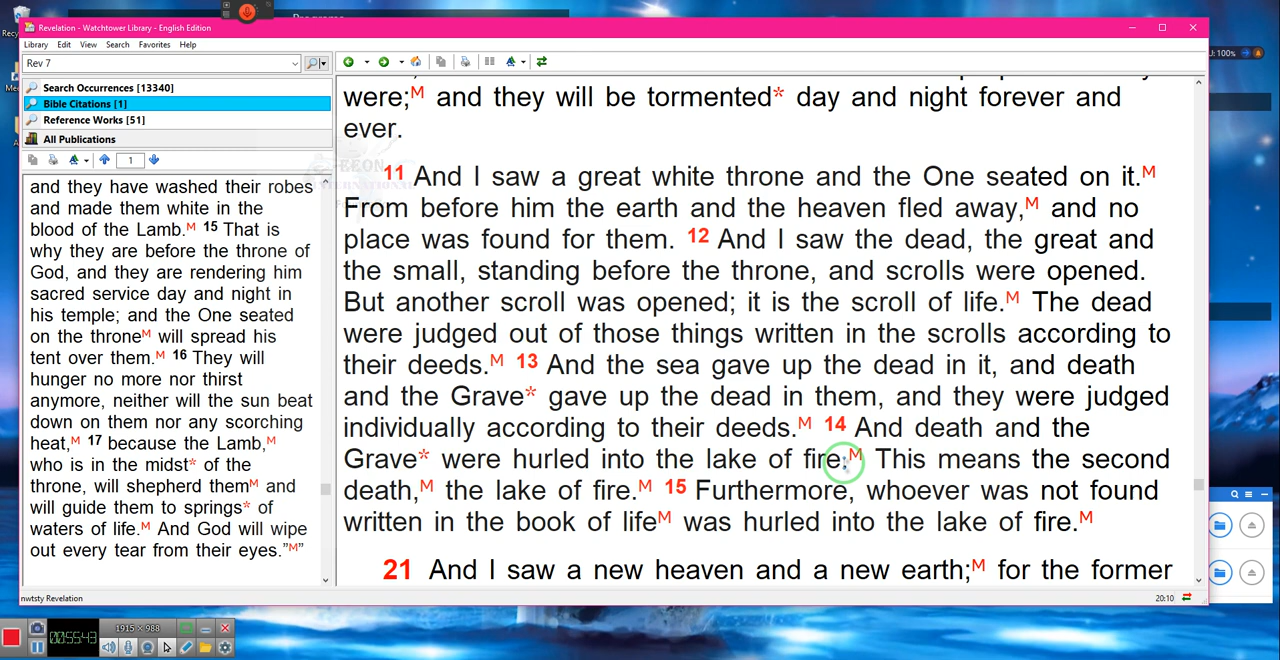 Revelation - Watchtower Library - English Edition
Library Edit View Search Favorites Help
Rev 7
Search Occurrences [13340]
Bible Citations [1]
Reference Works [51]
All Publications
1
and they have washed their robes
and made them white in the
blood of the Lamb.M 15 That is
why they are before the throne of
God, and they are rendering him
sacred service day and night in
his temple; and the One seated
on the throneM will spread his
tent over them.M 16 They will
hunger no more nor thirst
anymore, neither will the sun beat
down on them nor any scorching
heat,M 17 because the Lamb,M
who is in the midst* of the
throne, will shepherd themM and
will guide them to springs* of
waters of life.M And God will wipe
out every tear from their eyes.”M”
were;M and they will be tormented* day and night forever and
ever.
11 And I saw a great white throne and the One seated on it.M
From before him the earth and the heaven fled away,M and no
place was found for them. 12 And I saw the dead, the great and
the small, standing before the throne, and scrolls were opened.
But another scroll was opened; it is the scroll of life.M The dead
were judged out of those things written in the scrolls according to
their deeds.M 13 And the sea gave up the dead in it, and death
and the Grave* gave up the dead in them, and they were judged
individually according to their deeds.M 14 And death and the
Grave* were hurled into the lake of fire.M This means the second
death,M the lake of fire.M 15 Furthermore, whoever was not found
written in the book of lifeM was hurled into the lake of fire.M
21 And I saw a new heaven and a new earth;M for the former
nwtsty Revelation
20:10
J: 100%
1915 x 988
00:55:43